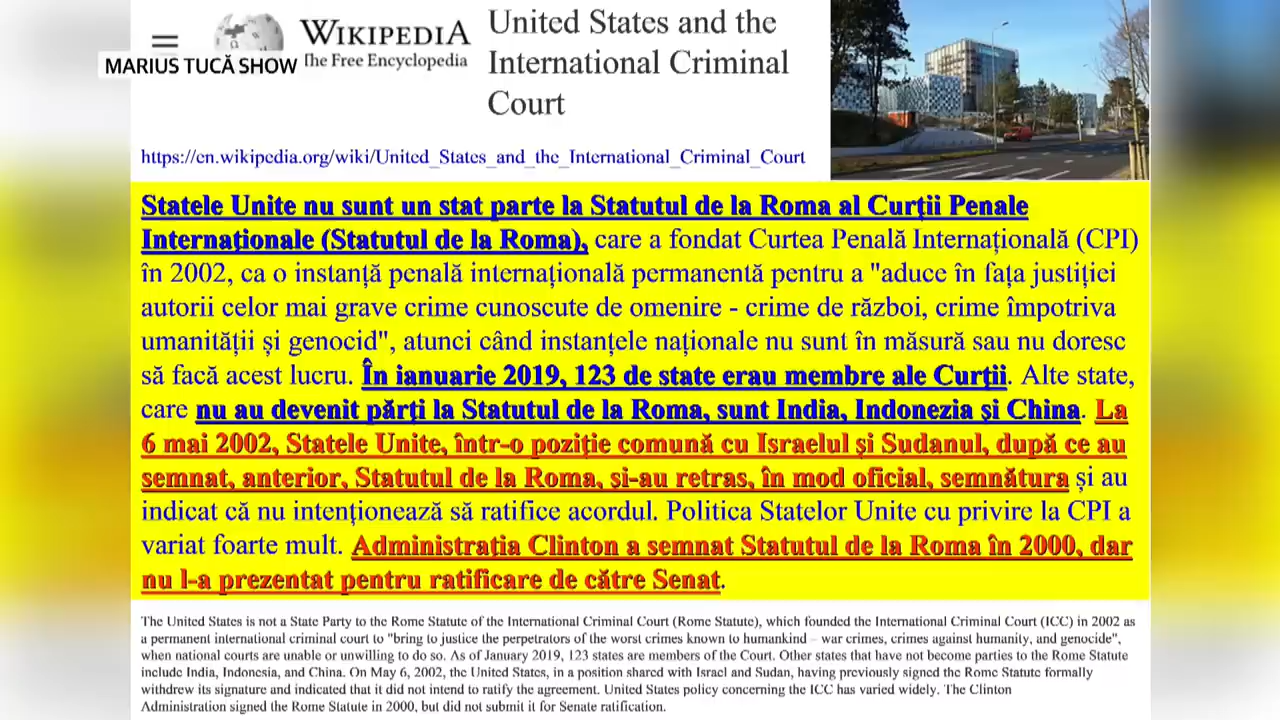 WIKIPEDIA
The Free Encyclopedia
MARIUS TUCĂ SHOW
United States and the
International Criminal
Court
https://en.wikipedia.org/wiki/United_States_and_the_International_Criminal_Court
Statele Unite nu sunt un stat parte la Statutul de la Roma al Curții Penale
Internaționale (Statutul de la Roma), care a fondat Curtea Penală Internațională (CPI)
în 2002, ca o instanță penală internațională permanentă pentru a "aduce în fața justiției
autorii celor mai grave crime cunoscute de omenire - crime de război, crime împotriva
umanității și genocid", atunci când instanțele naționale nu sunt în măsură sau nu doresc
să facă acest lucru. În ianuarie 2019, 123 de state erau membre ale Curții. Alte state,
care nu au devenit părți la Statutul de la Roma, sunt India, Indonezia și China. La
6 mai 2002, Statele Unite, într-o poziție comună cu Israelul și Sudanul, după ce au
semnat, anterior, Statutul de la Roma, și-au retras, în mod oficial, semnătura și au
indicat că nu intenționează să ratifice acordul. Politica Statelor Unite cu privire la CPI a
variat foarte mult. Administrația Clinton a semnat Statutul de la Roma în 2000, dar
nu l-a prezentat pentru ratificare de către Senat.
The United States is not a State Party to the Rome Statute of the International Criminal Court (Rome Statute), which founded the International Criminal Court (ICC) in 2002 as
a permanent international criminal court to "bring to justice the perpetrators of the worst crimes known to humankind – war crimes, crimes against humanity, and genocide",
when national courts are unable or unwilling to do so. As of January 2019, 123 states are members of the Court. Other states that have not become parties to the Rome Statute
include India, Indonesia, and China. On May 6, 2002, the United States, in a position shared with Israel and Sudan, having previously signed the Rome Statute formally
withdrew its signature and indicated that it did not intend to ratify the agreement. United States policy concerning the ICC has varied widely. The Clinton
Administration signed the Rome Statute in 2000, but did not submit it for Senate ratification.